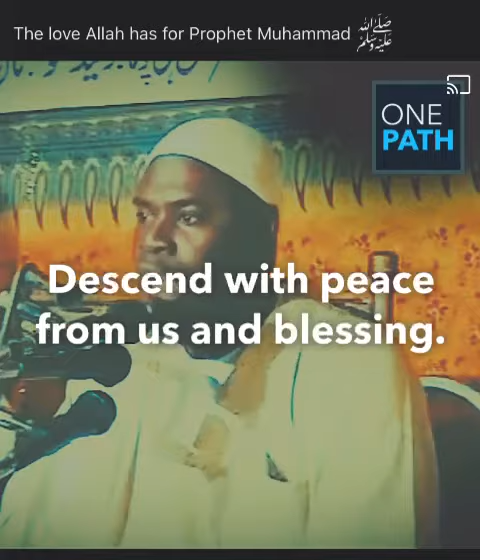 The love Allah has for Prophet Muhammad ﷺ
ONE
PATH
Descend with peace
from us and blessing.